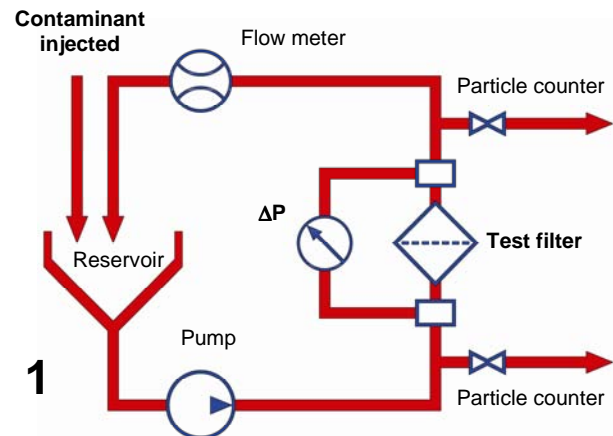 Contaminant
injected
Flow meter
Particle counter
ΔP
Test filter
Reservoir
Pump
1
Particle counter